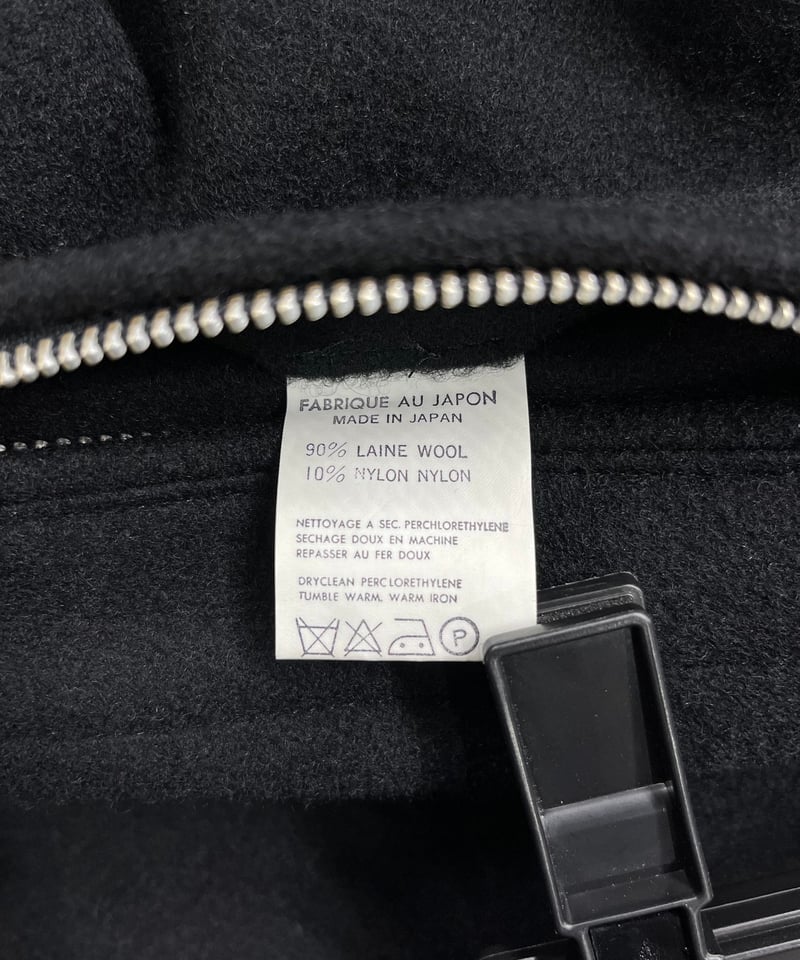 FABRIQUE AU JAPON
MADE IN JAPAN
90% LAINE WOOL
10% NYLON NYLON
NETTOYAGE A SEC. PERCHLORETHYLENE
SECHAGE DOUX EN MACHINE
REPASSER AU FER DOUX
DRYCLEAN PERCLORETHYLENE
TUMBLE WARM. WARM IRON
P